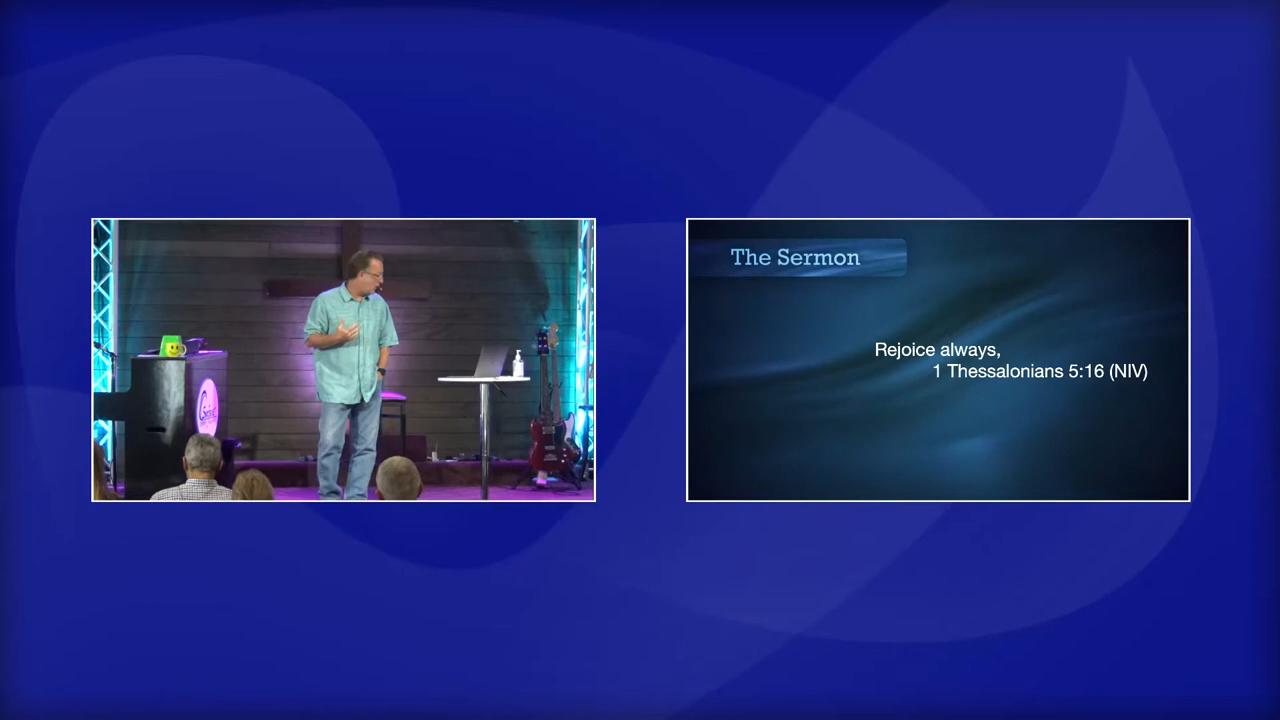 The Sermon
Rejoice always,
1 Thessalonians 5:16 (NIV)